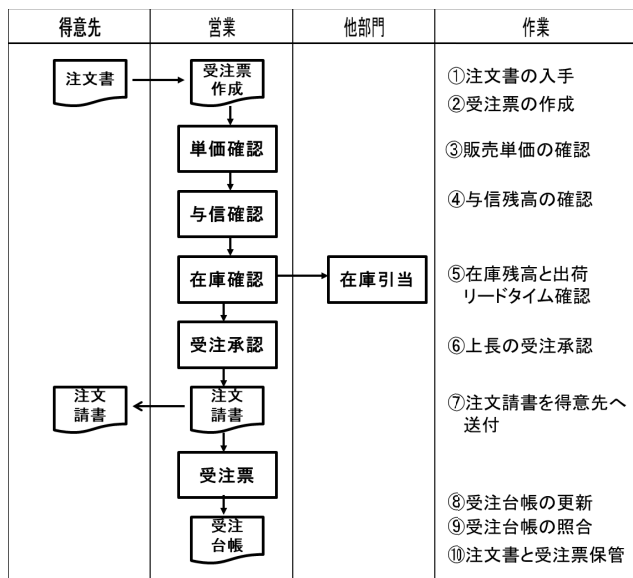 得意先
営業
他部門
作業
注文書
受注票
作成
①注文書の入手
②受注票の作成
単価確認
③販売単価の確認
与信確認
④与信残高の確認
在庫確認
在庫引当
⑤在庫残高と出荷
リードタイム確認
受注承認
⑥上長の受注承認
注文
請書
注文
請書
⑦注文請書を得意先へ
送付
受注票
⑧受注台帳の更新
受注
台帳
⑨受注台帳の照合
⑩注文書と受注票保管